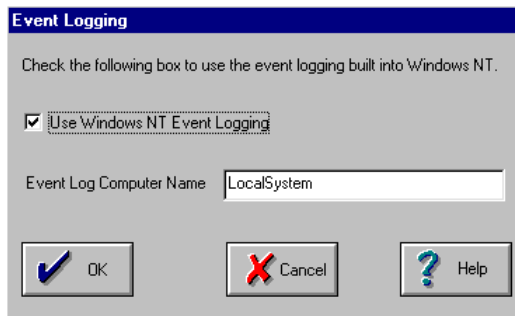 Event Logging
Check the following box to use the event logging built into Windows NT.
Use Windows NT Event Logging
Event Log Computer Name LocalSystem
OK Cancel Help